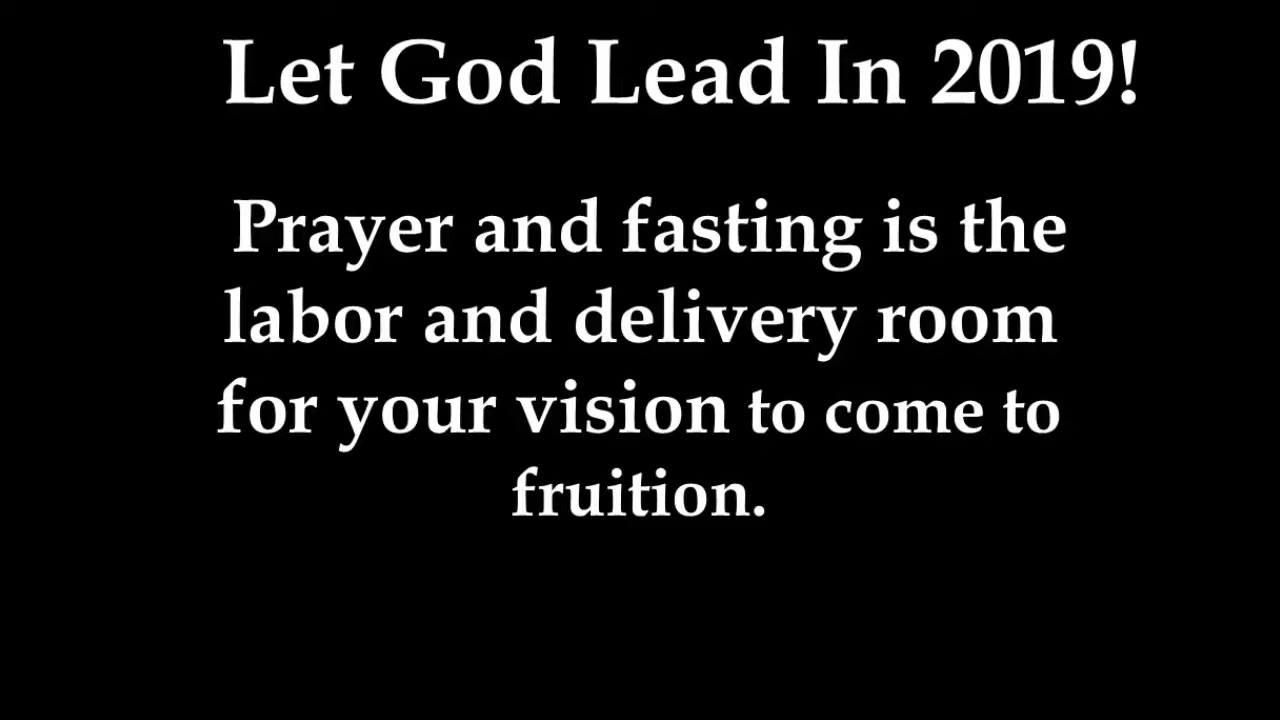 Let God Lead In 2019!
Prayer and fasting is the
labor and delivery room
for your vision to come to
fruition.